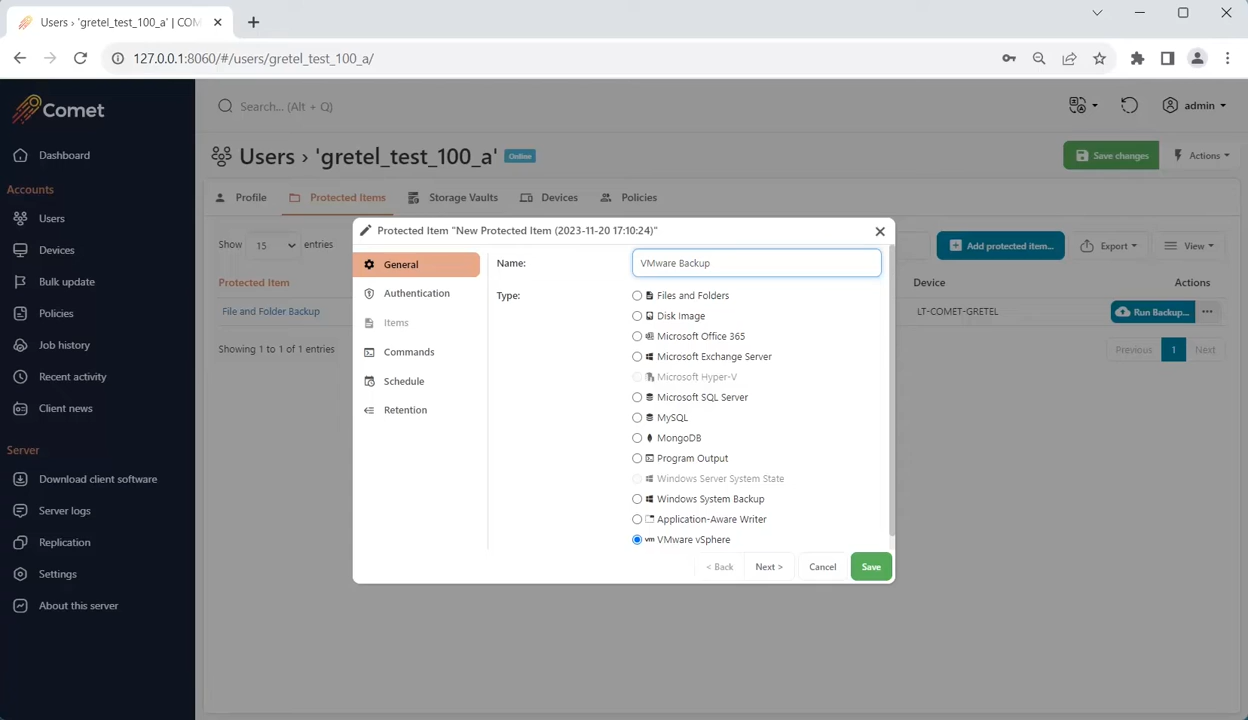 Users › 'gretel_test_100_a' | COM
127.0.0.1:8060/#/users/gretel_test_100_a/
Comet
Search... (Alt + Q)
admin
Dashboard
Accounts
Users
Devices
Bulk update
Policies
Job history
Recent activity
Client news
Server
Download client software
Server logs
Replication
Settings
About this server
Users › 'gretel_test_100_a' Online
Save changes Actions
Profile Protected Items Storage Vaults Devices Policies
Show 15 entries
Add protected item... Export View
Protected Item Device Actions
File and Folder Backup LT-COMET-GRETEL Run Backup...
Showing 1 to 1 of 1 entries Previous 1 Next
Protected Item "New Protected Item (2023-11-20 17:10:24)"
General
Authentication
Items
Commands
Schedule
Retention
Name: VMware Backup
Type: Files and Folders
Disk Image
Microsoft Office 365
Microsoft Exchange Server
Microsoft Hyper-V
Microsoft SQL Server
MySQL
MongoDB
Program Output
Windows Server System State
Windows System Backup
Application-Aware Writer
vm VMware vSphere
< Back Next > Cancel Save